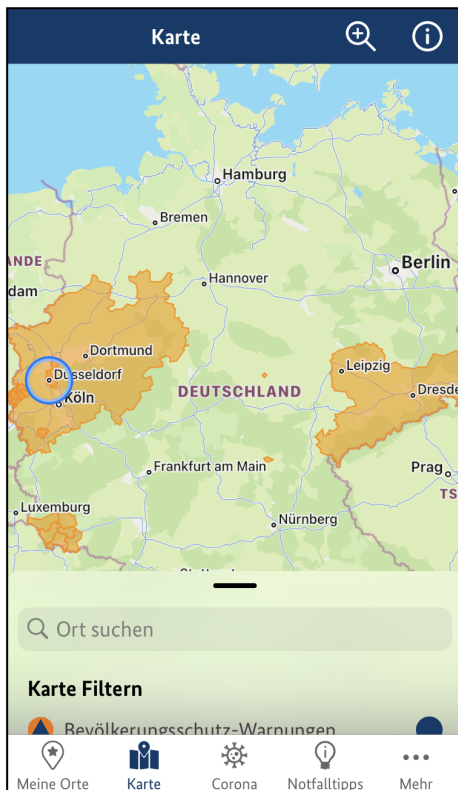 Karte
Hamburg
Bremen
ANDE
Berlin
dam
Hannover
Dortmund
Düsseldorf
Köln
DEUTSCHLAND
Leipzig
Dresde
Frankfurt am Main
Prag
TS
Luxemburg
Nürnberg
Ort suchen
Karte Filtern
Bevölkerungsschutz-Warnungen
Meine Orte Karte Corona Notfalltipps Mehr